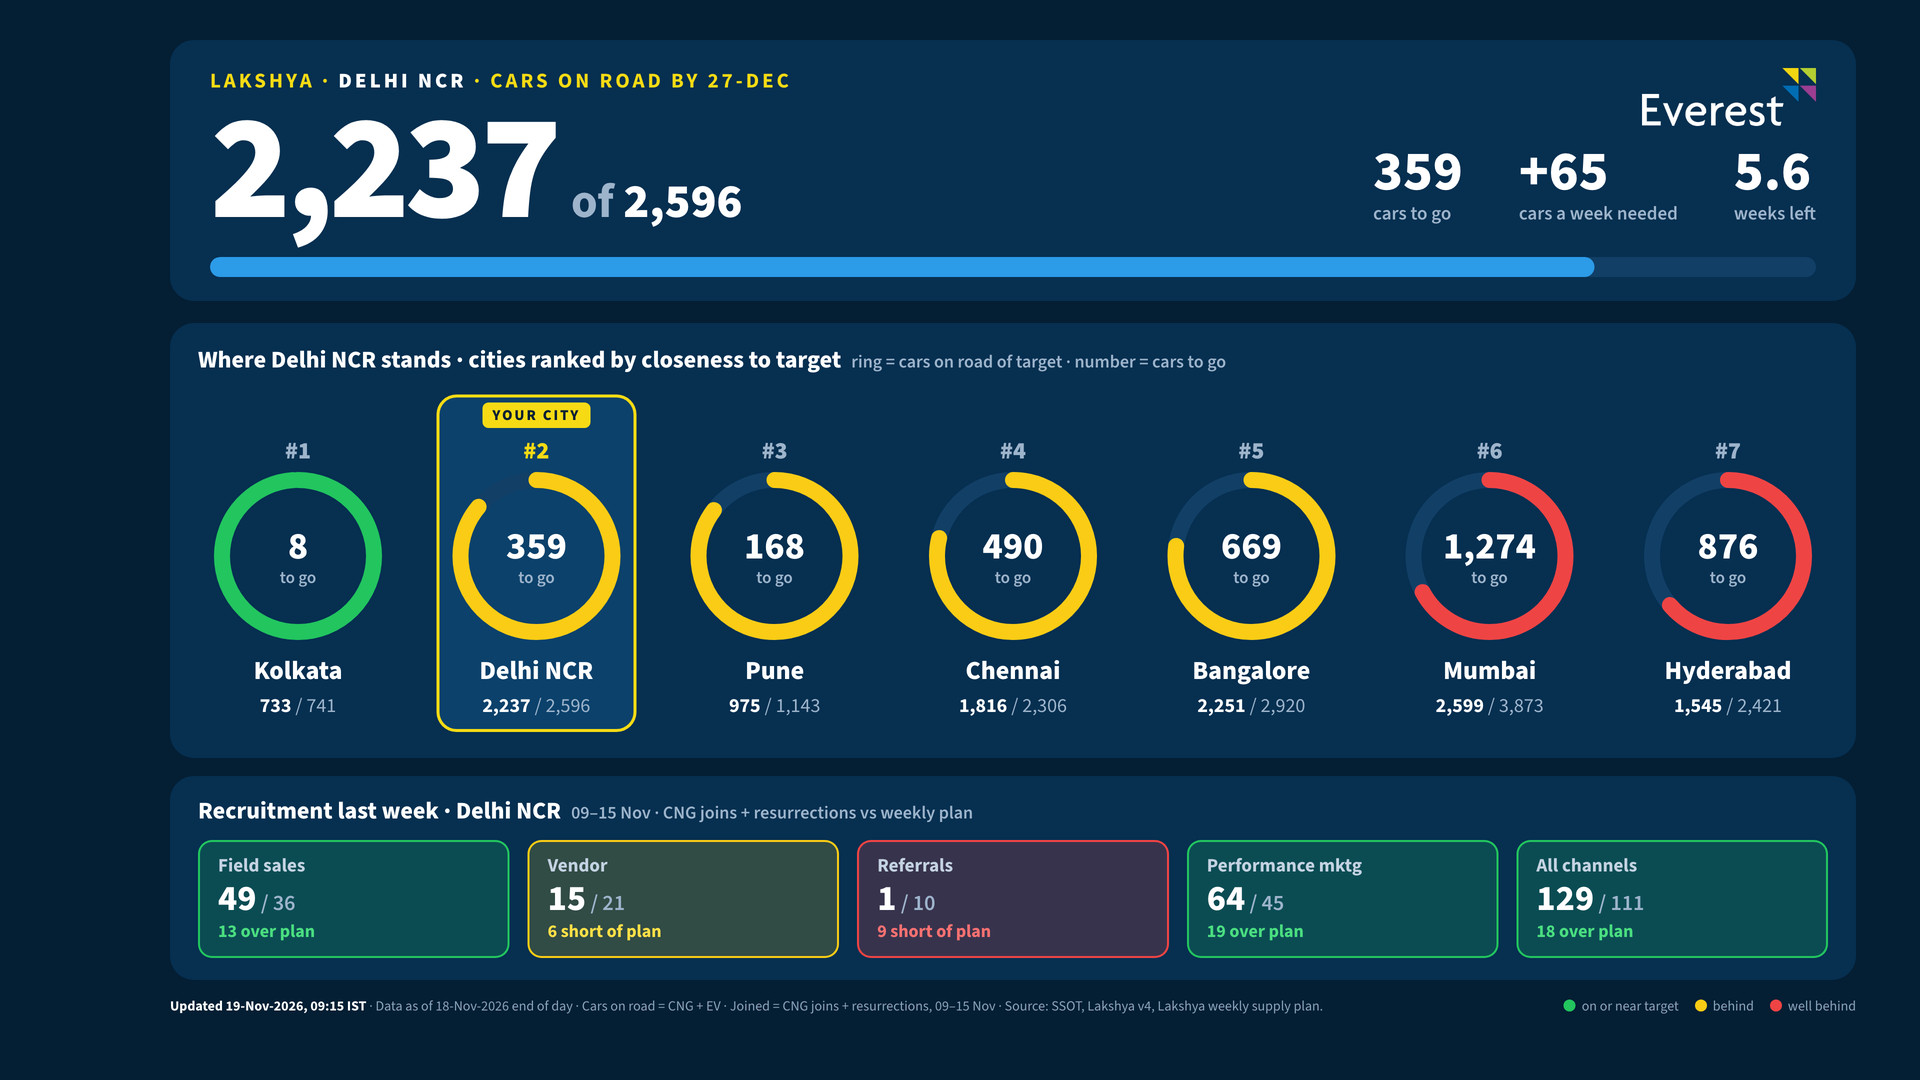 LAKSHYA · DELHI NCR · CARS ON ROAD BY 27-DEC
Everest
2,237 of 2,596
359
cars to go
+65
cars a week needed
5.6
weeks left
Where Delhi NCR stands · cities ranked by closeness to target ring = cars on road of target · number = cars to go
YOUR CITY
#1
8
to go
Kolkata
733 / 741
#2
359
to go
Delhi NCR
2,237 / 2,596
#3
168
to go
Pune
975 / 1,143
#4
490
to go
Chennai
1,816 / 2,306
#5
669
to go
Bangalore
2,251 / 2,920
#6
1,274
to go
Mumbai
2,599 / 3,873
#7
876
to go
Hyderabad
1,545 / 2,421
Recruitment last week · Delhi NCR 09–15 Nov · CNG joins + resurrections vs weekly plan
Field sales
49 / 36
13 over plan
Vendor
15 / 21
6 short of plan
Referrals
1 / 10
9 short of plan
Performance mktg
64 / 45
19 over plan
All channels
129 / 111
18 over plan
Updated 19-Nov-2026, 09:15 IST · Data as of 18-Nov-2026 end of day · Cars on road = CNG + EV · Joined = CNG joins + resurrections, 09–15 Nov · Source: SSOT, Lakshya v4, Lakshya weekly supply plan.
on or near target
behind
well behind